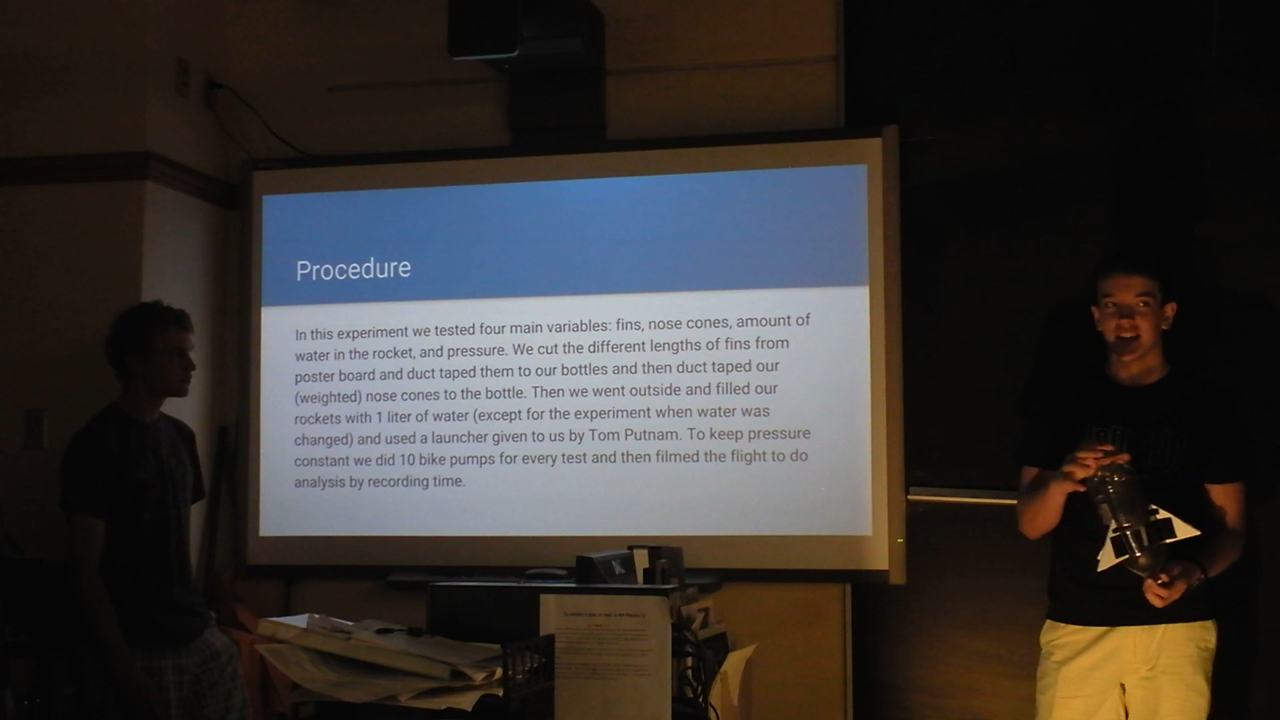 Procedure
In this experiment we tested four main variables: fins, nose cones, amount of
water in the rocket, and pressure. We cut the different lengths of fins from
poster board and duct taped them to our bottles and then duct taped our
(weighted) nose cones to the bottle. Then we went outside and filled our
rockets with 1 liter of water (except for the experiment when water was
changed) and used a launcher given to us by Tom Putnam. To keep pressure
constant we did 10 bike pumps for every test and then filmed the flight to do
analysis by recording time.